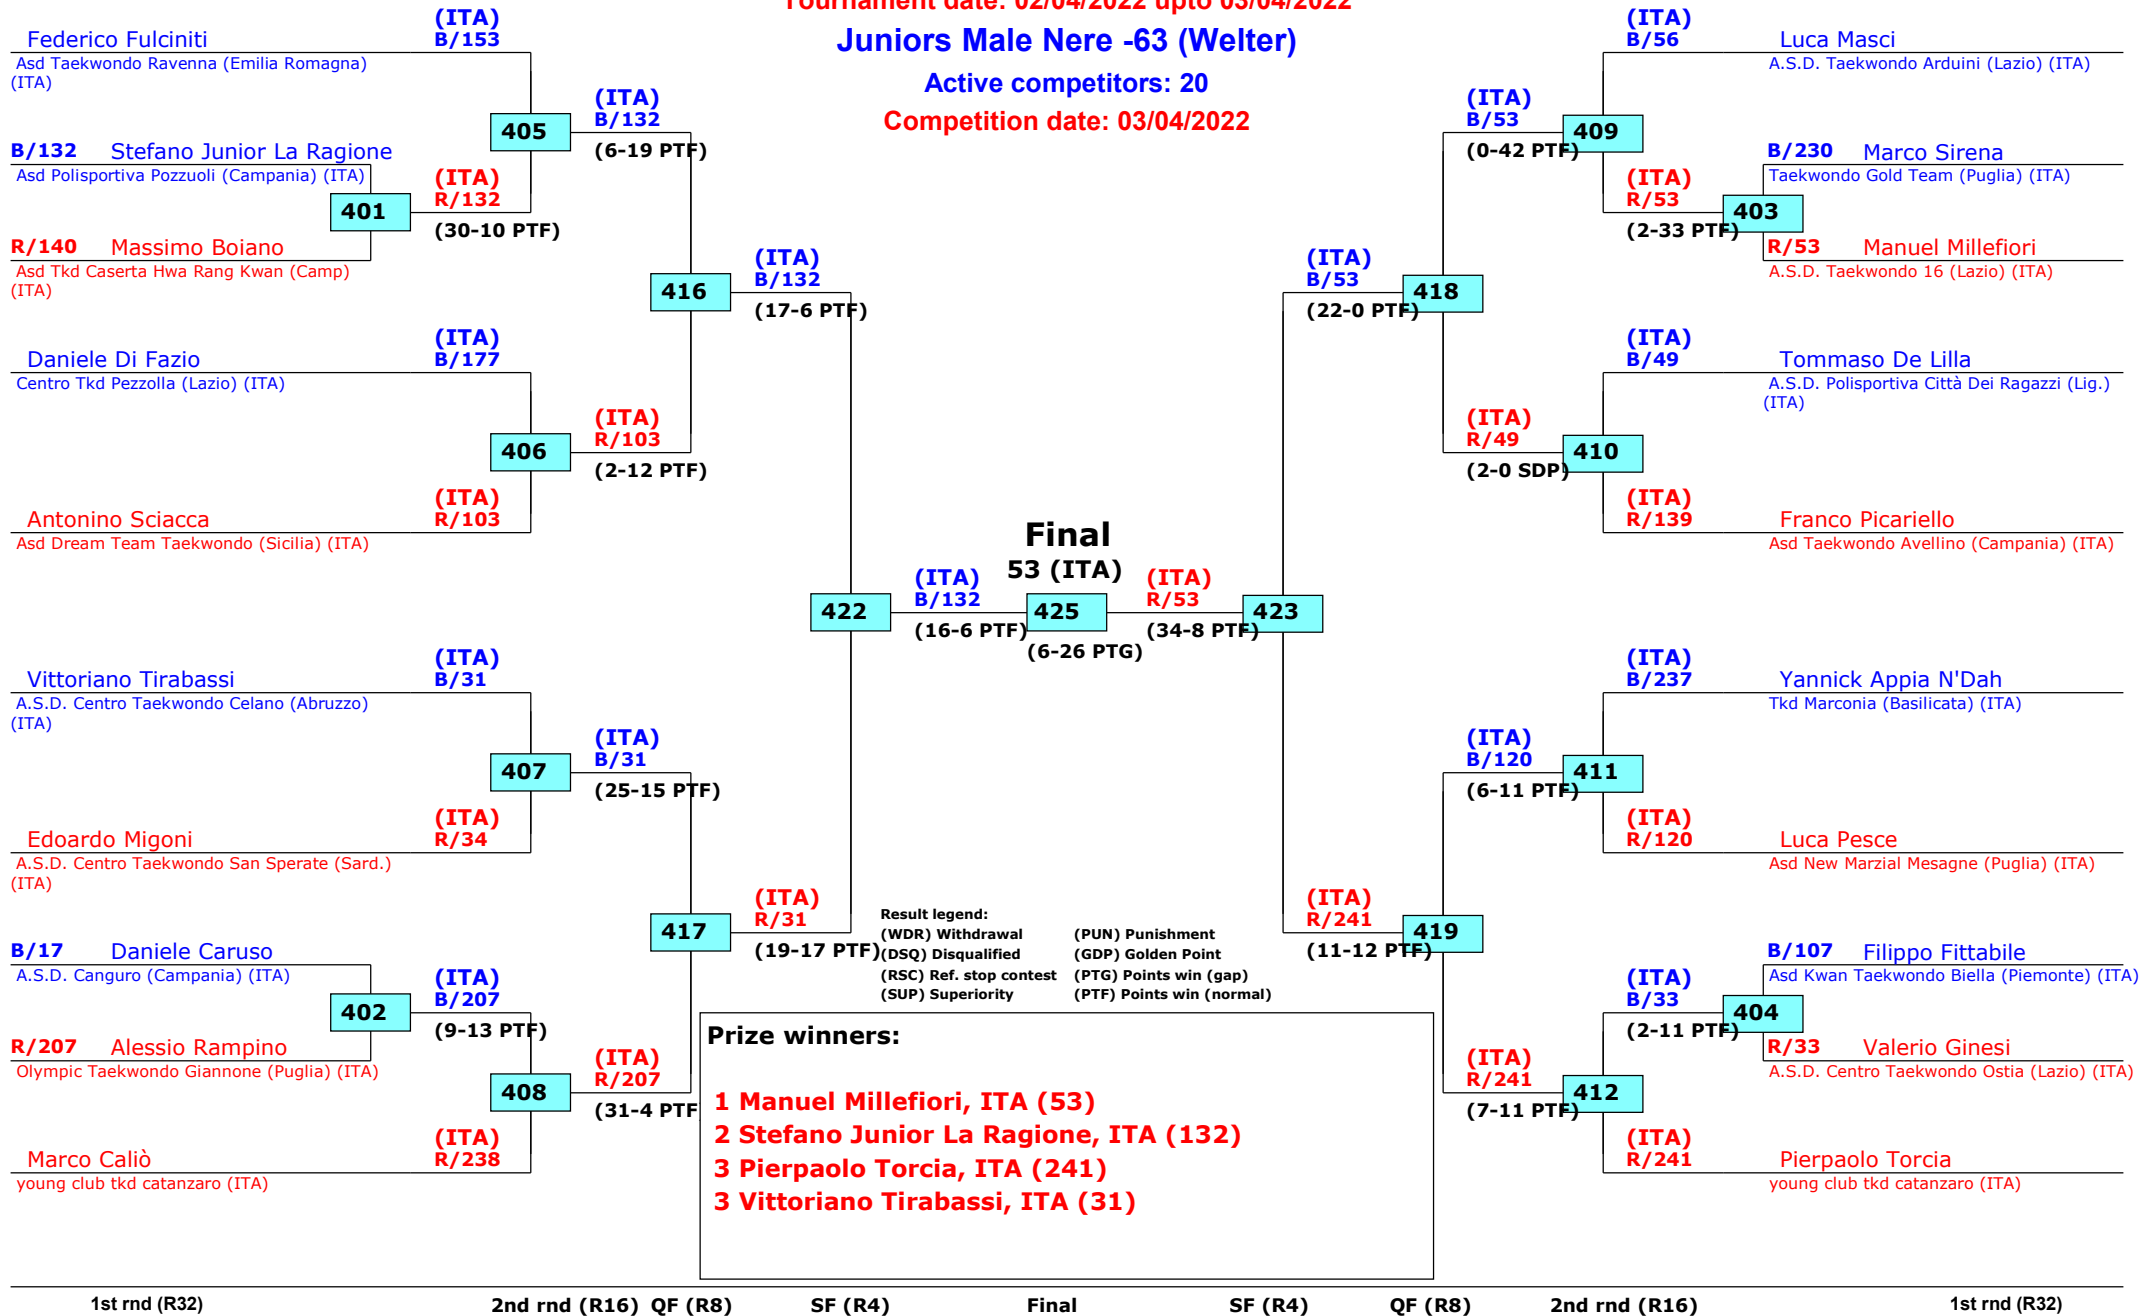 Tournament date: 02/04/2022 upto 03/04/2022
Juniors Male Nere -63 (Welter)
Active competitors: 20
Competition date: 03/04/2022
Federico Fulciniti
(ITA)
B/153
Asd Taekwondo Ravenna (Emilia Romagna)
(ITA)
405
(ITA)
B/132
(6-19 PTF)
B/132 Stefano Junior La Ragione
Asd Polisportiva Pozzuoli (Campania) (ITA)
401
(ITA)
R/132
(30-10 PTF)
R/140 Massimo Boiano
Asd Tkd Caserta Hwa Rang Kwan (Camp)
(ITA)
416
(ITA)
B/132
(17-6 PTF)
Daniele Di Fazio
(ITA)
B/177
Centro Tkd Pezzolla (Lazio) (ITA)
406
(ITA)
R/103
(2-12 PTF)
Antonino Sciacca
(ITA)
R/103
Asd Dream Team Taekwondo (Sicilia) (ITA)
422
(ITA)
B/132
(16-6 PTF)
Final
53 (ITA)
425
(6-26 PTG)
(ITA)
R/53
(34-8 PTF)
423
Vittoriano Tirabassi
(ITA)
B/31
A.S.D. Centro Taekwondo Celano (Abruzzo)
(ITA)
407
(ITA)
B/31
(25-15 PTF)
Edoardo Migoni
(ITA)
R/34
A.S.D. Centro Taekwondo San Sperate (Sard.)
(ITA)
417
(ITA)
R/31
(19-17 PTF)
B/17 Daniele Caruso
A.S.D. Canguro (Campania) (ITA)
402
(ITA)
B/207
(9-13 PTF)
R/207 Alessio Rampino
Olympic Taekwondo Giannone (Puglia) (ITA)
408
(ITA)
R/207
(31-4 PTF
Marco Caliò
(ITA)
R/238
young club tkd catanzaro (ITA)
(ITA)
B/56
Luca Masci
A.S.D. Taekwondo Arduini (Lazio) (ITA)
(ITA)
B/53
(0-42 PTF)
409
B/230 Marco Sirena
Taekwondo Gold Team (Puglia) (ITA)
(ITA)
R/53
(2-33 PTF)
403
R/53 Manuel Millefiori
A.S.D. Taekwondo 16 (Lazio) (ITA)
(ITA)
B/53
(22-0 PTF)
418
(ITA)
B/49
Tommaso De Lilla
A.S.D. Polisportiva Città Dei Ragazzi (Lig.)
(ITA)
(ITA)
R/49
(2-0 SDP)
410
(ITA)
R/139
Franco Picariello
Asd Taekwondo Avellino (Campania) (ITA)
(ITA)
B/237
Yannick Appia N'Dah
Tkd Marconia (Basilicata) (ITA)
(ITA)
B/120
(6-11 PTF)
411
(ITA)
R/120
Luca Pesce
Asd New Marzial Mesagne (Puglia) (ITA)
(ITA)
R/241
(11-12 PTF)
419
B/107 Filippo Fittabile
Asd Kwan Taekwondo Biella (Piemonte) (ITA)
(ITA)
B/33
(2-11 PTF)
404
R/33 Valerio Ginesi
A.S.D. Centro Taekwondo Ostia (Lazio) (ITA)
(ITA)
R/241
(7-11 PTF)
412
(ITA)
R/241
Pierpaolo Torcia
young club tkd catanzaro (ITA)
Result legend:
(WDR) Withdrawal (PUN) Punishment
(DSQ) Disqualified (GDP) Golden Point
(RSC) Ref. stop contest (PTG) Points win (gap)
(SUP) Superiority (PTF) Points win (normal)
Prize winners:
1 Manuel Millefiori, ITA (53)
2 Stefano Junior La Ragione, ITA (132)
3 Pierpaolo Torcia, ITA (241)
3 Vittoriano Tirabassi, ITA (31)
1st rnd (R32) 2nd rnd (R16) QF (R8) SF (R4) Final SF (R4) QF (R8) 2nd rnd (R16) 1st rnd (R32)